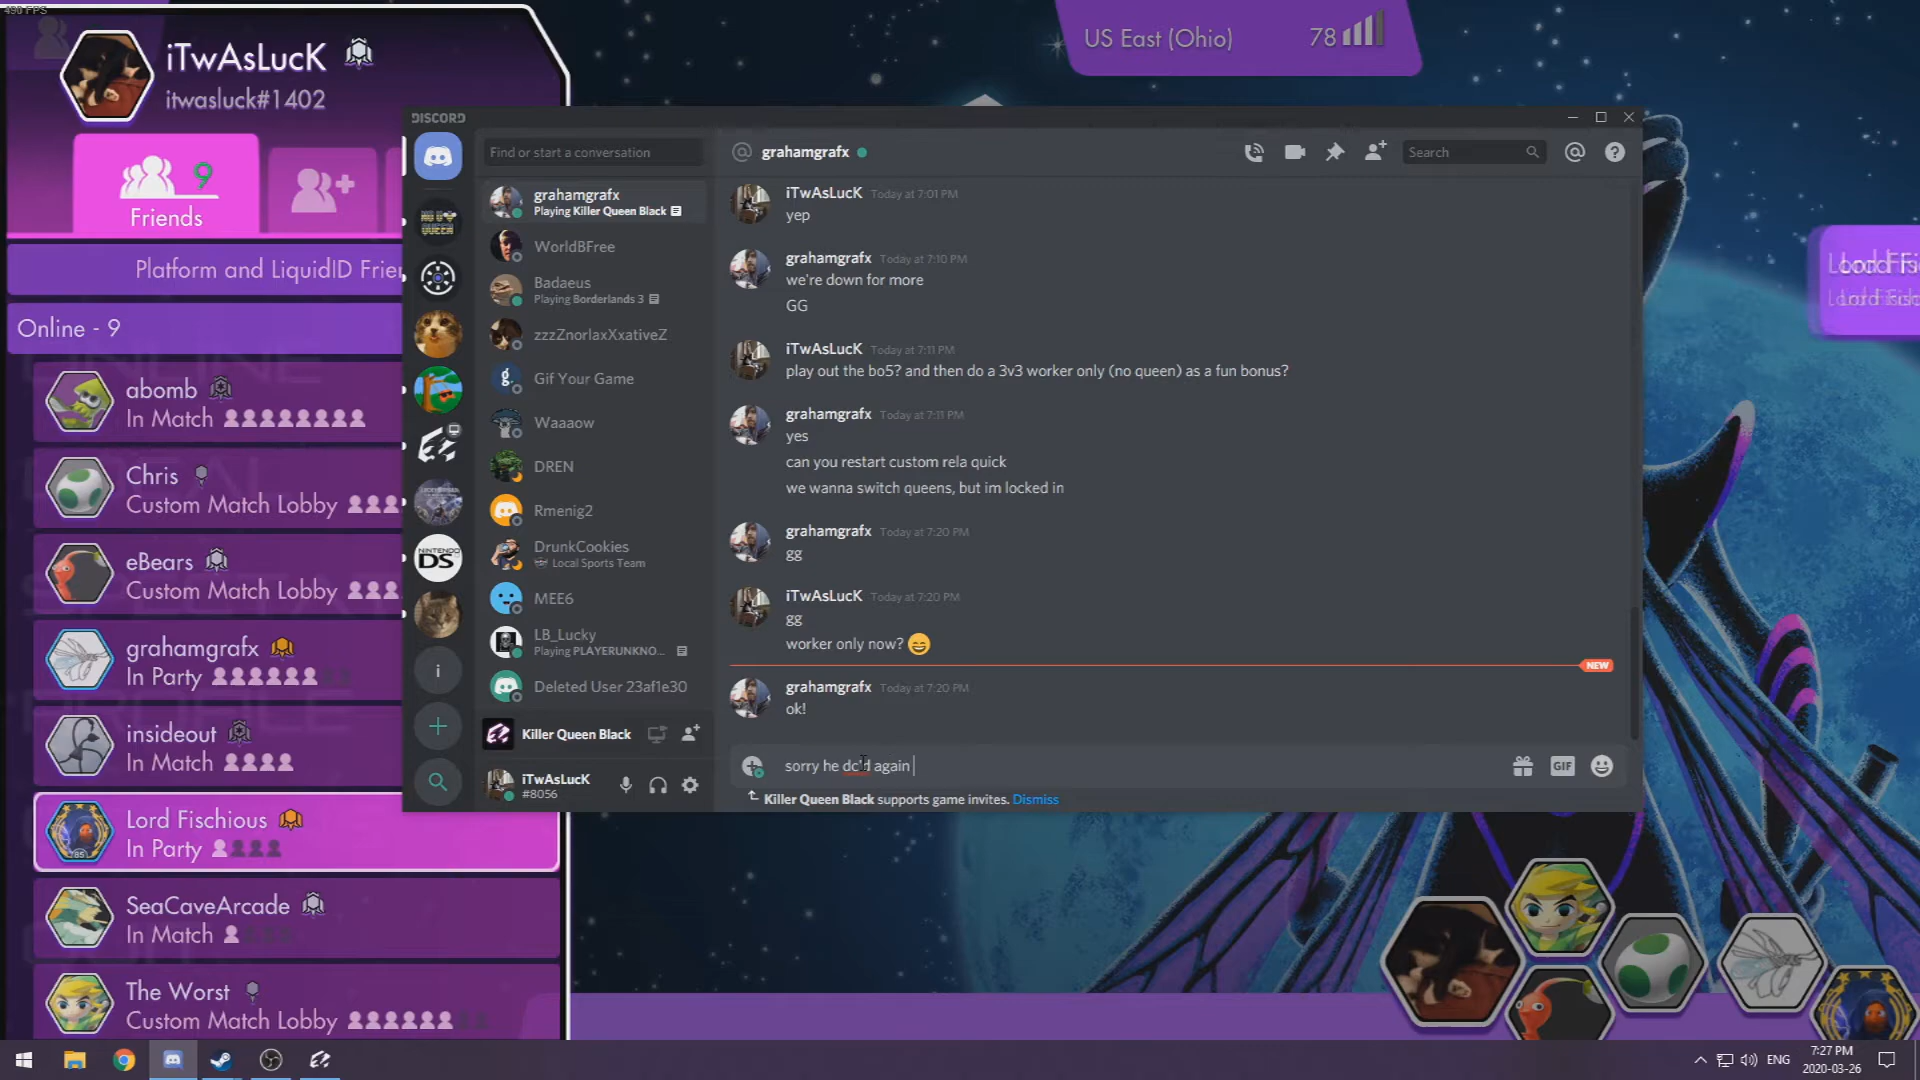 498 FPS
iTwAsLucK
itwasluck#1402
9
Friends
Platform and LiquidID Frie
Online - 9
abomb
In Match
Chris
Custom Match Lobby
eBears
Custom Match Lobby
grahamgrafx
In Party
insideout
In Match
Lord Fischious
In Party
85
SeaCaveArcade
In Match
The Worst
Custom Match Lobby
US East (Ohio) 78
DISCORD
Find or start a conversation
grahamgrafx
Playing Killer Queen Black
WorldBFree
Badaeus
Playing Borderlands 3
zzzZnorlaxXxativeZ
Gif Your Game
Waaaow
DREN
Rmenig2
DrunkCookies
Local Sports Team
MEE6
LB_Lucky
Playing PLAYERUNKNO...
Deleted User 23af1e30
Killer Queen Black
iTwAsLucK
#8056
NINTENDO
DS
i
grahamgrafx
Search
iTwAsLucK Today at 7:01 PM
yep
grahamgrafx Today at 7:10 PM
we're down for more
GG
iTwAsLucK Today at 7:11 PM
play out the bo5? and then do a 3v3 worker only (no queen) as a fun bonus?
grahamgrafx Today at 7:11 PM
yes
can you restart custom rela quick
we wanna switch queens, but im locked in
grahamgrafx Today at 7:20 PM
gg
iTwAsLucK Today at 7:20 PM
gg
worker only now?
NEW
grahamgrafx Today at 7:20 PM
ok!
sorry he dc'd again
GIF
Killer Queen Black supports game invites. Dismiss
Lord Fi
ENG
7:27 PM
2020-03-26